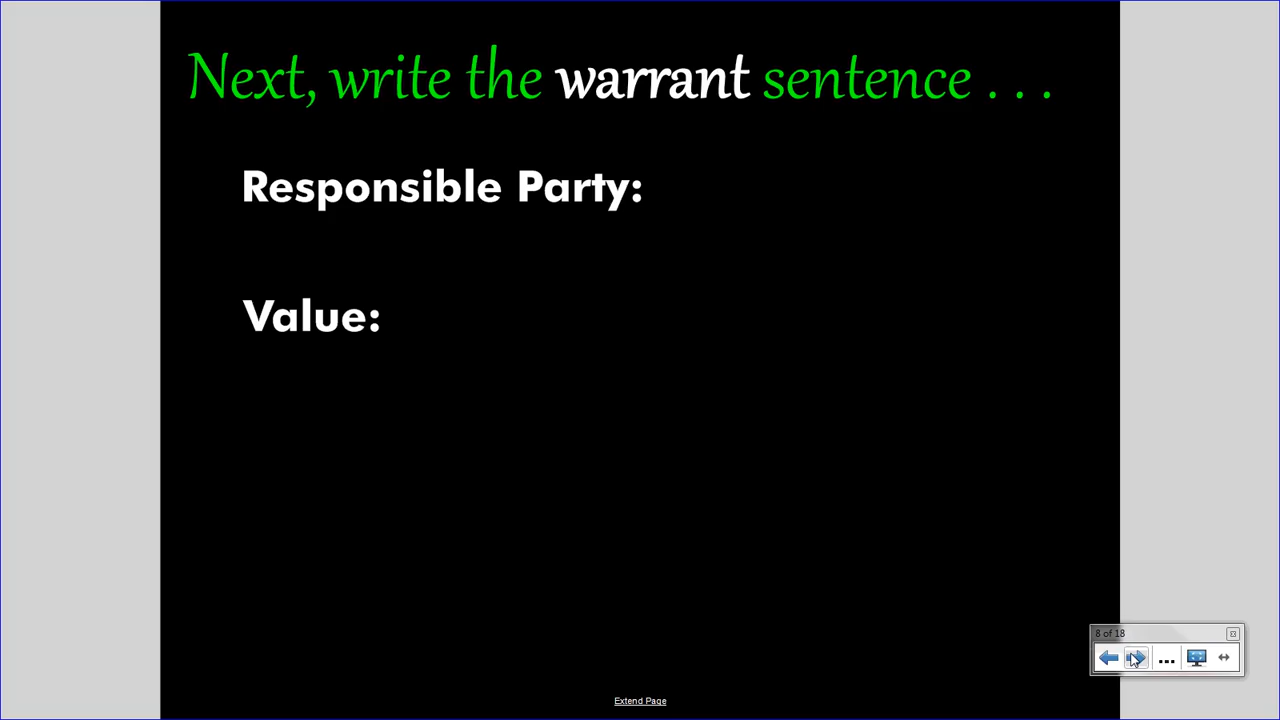 Next, write the warrant sentence . . .
Responsible Party:
Value:
8 of 18
...
Extend Page